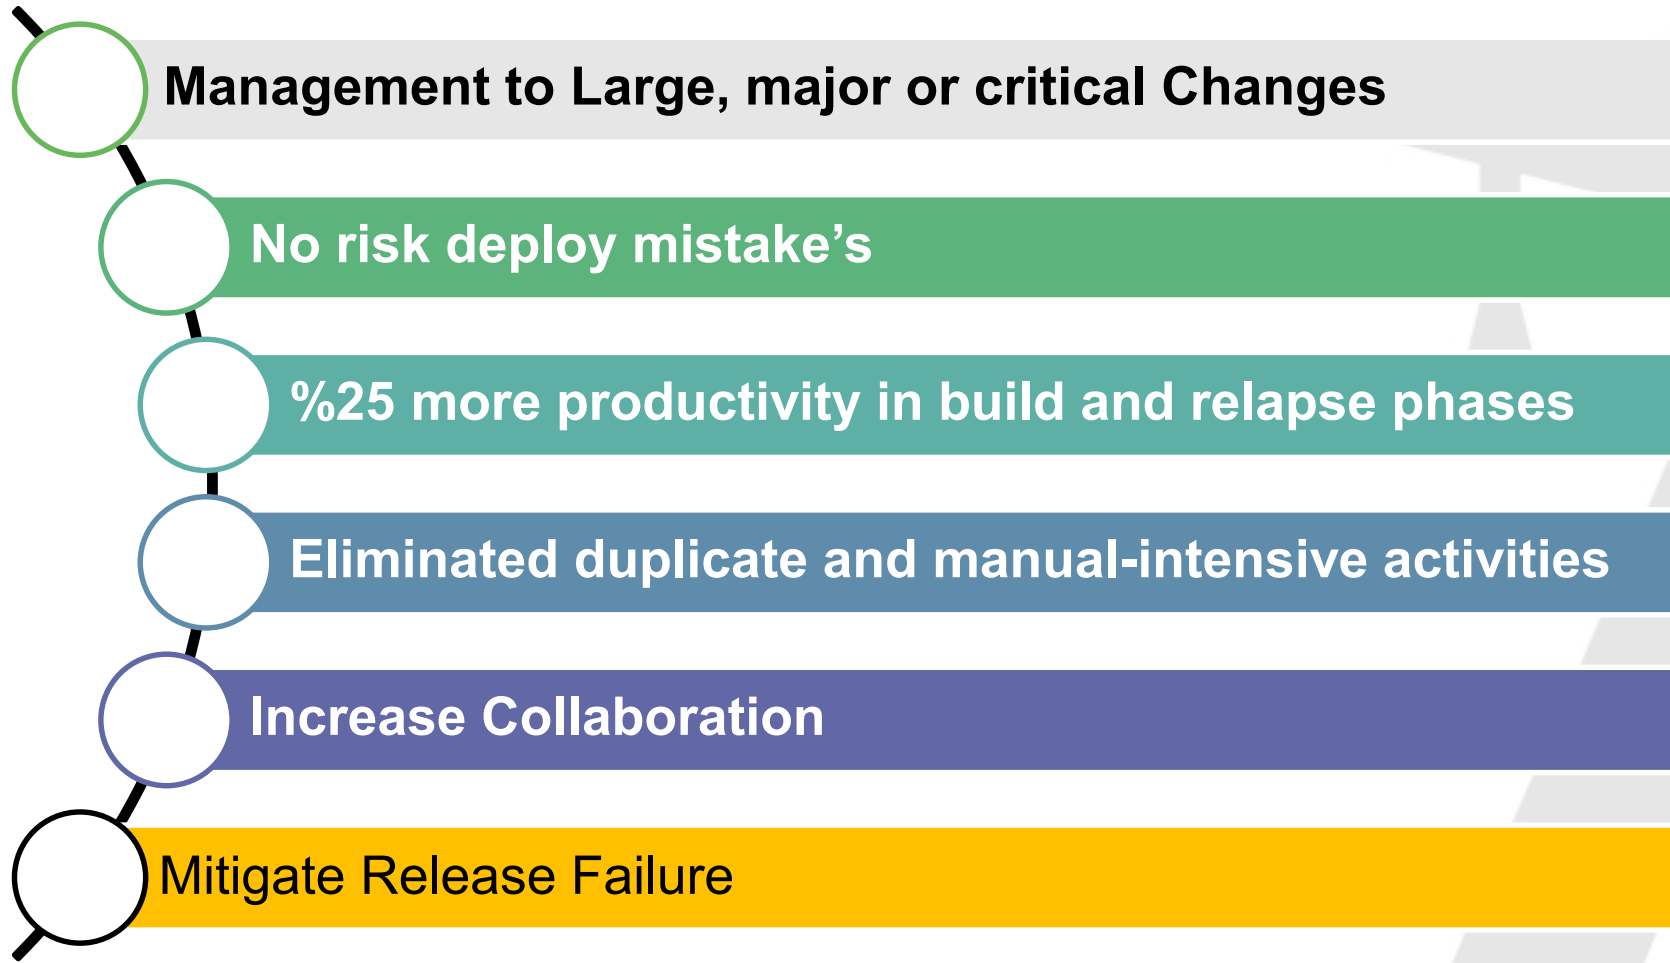 Management to Large, major or critical Changes
No risk deploy mistake’s
%25 more productivity in build and relapse phases
Eliminated duplicate and manual-intensive activities
Increase Collaboration
Mitigate Release Failure